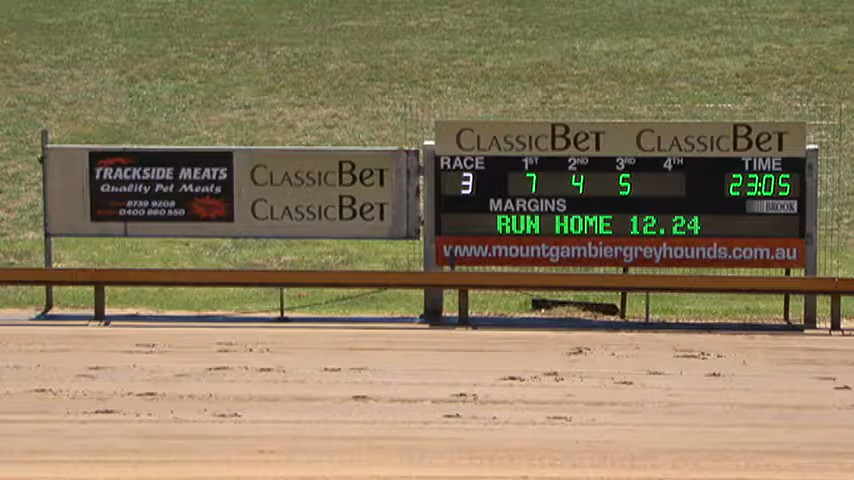 TRACKSIDE MEATS
Quality Pet Meats
8739 9208
0400 860 550
CLASSICBET
CLASSICBET
CLASSICBET CLASSICBET
RACE 1ST 2ND 3RD 4TH TIME
3 7 4 5 23:05
MARGINS BROOK
RUN HOME 12.24
www.mountgambiergreyhounds.com.au